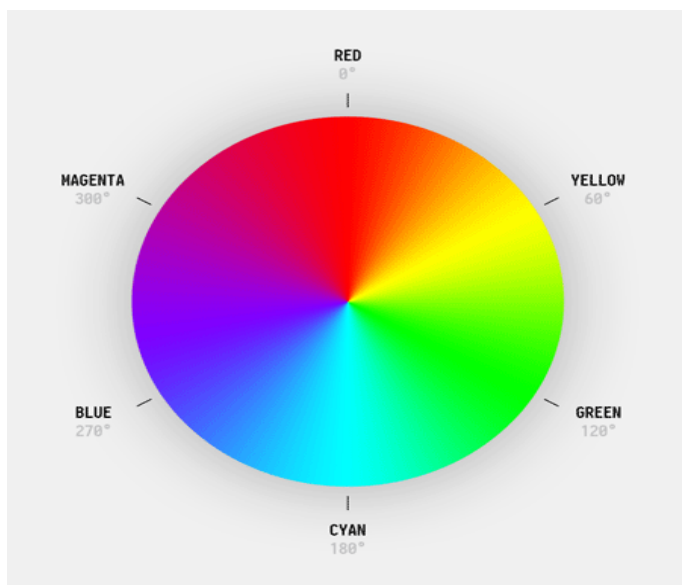 RED
0°
MAGENTA
300°
YELLOW
60°
BLUE
270°
GREEN
120°
CYAN
180°